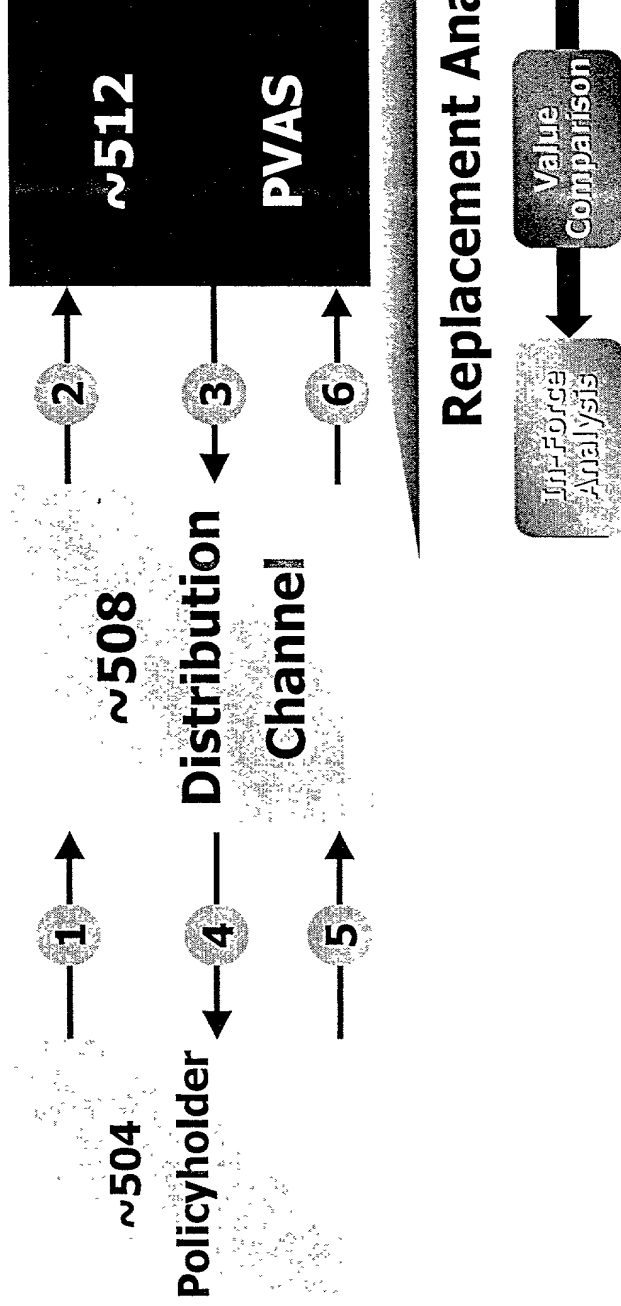 ~504
Policyholder
1
4
5
~508
Distribution
Channel
2
3
6
~512
PVAS
Replacement Ana
In-Force
Analysis
Value
Comparison